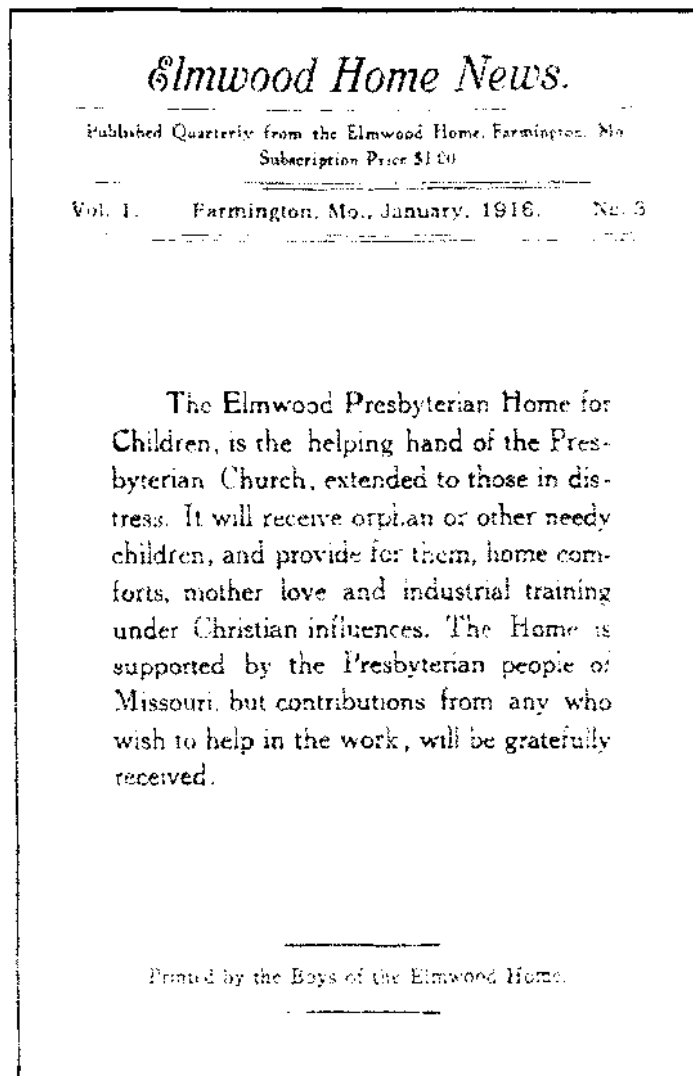 Elmwood Home News.
Published Quarterly from the Elmwood Home, Farmington, Mo
Subscription Price $1.00
Vol. 1. Farmington, Mo., January, 1916. No. 3
The Elmwood Presbyterian Home for
Children, is the helping hand of the Pres-
byterian Church, extended to those in dis-
tress. It will receive orphan or other needy
children, and provide for them, home com-
forts, mother love and industrial training
under Christian influences. The Home is
supported by the Presbyterian people of
Missouri, but contributions from any who
wish to help in the work, will be gratefully
received.
Printed by the Boys of the Elmwood Home.